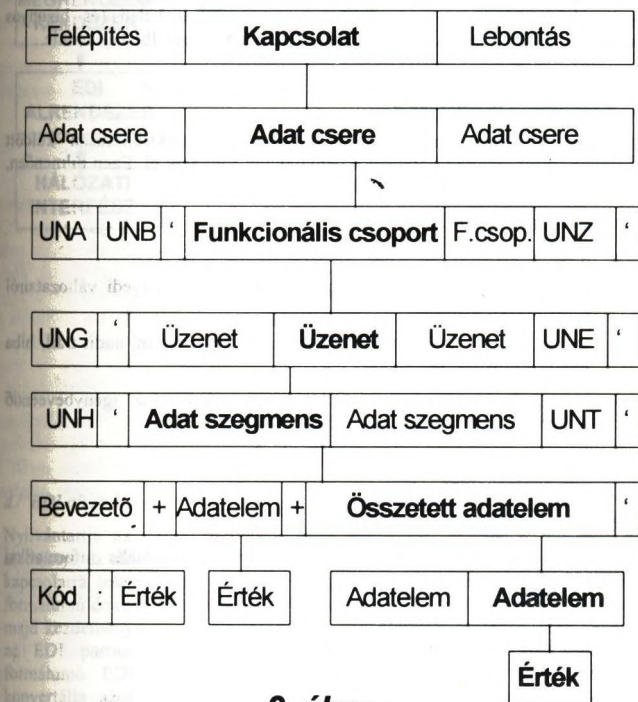 Felépítés Kapcsolat Lebontás
Adat csere Adat csere Adat csere
UNA UNB ‘ Funkcionális csoport F.csop. UNZ ‘
UNG ‘ Üzenet Üzenet Üzenet UNE ‘
UNH ‘ Adat szegmens Adat szegmens UNT ‘
Bevezetõ + Adatelem + Összetett adatelem ‘
Kód : Érték Érték Adatelem Adatelem
Érték